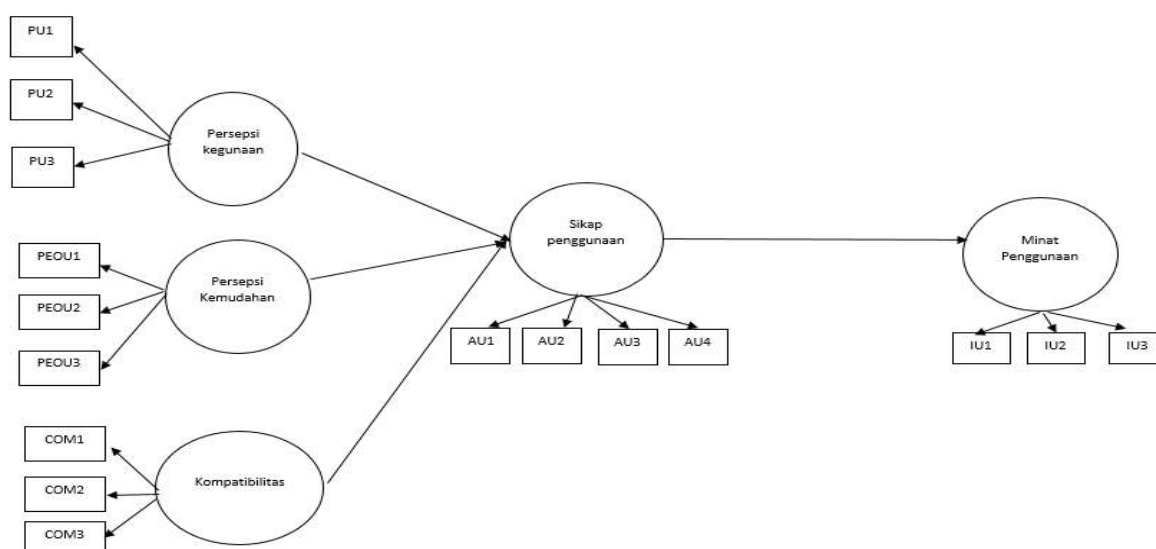 PU1
PU2
PU3
Persepsi
kegunaan
PEOU1
PEOU2
PEOU3
Persepsi
Kemudahan
COM1
COM2
COM3
Kompatibilitas
Sikap
penggunaan
AU1
AU2
AU3
AU4
Minat
Penggunaan
IU1
IU2
IU3